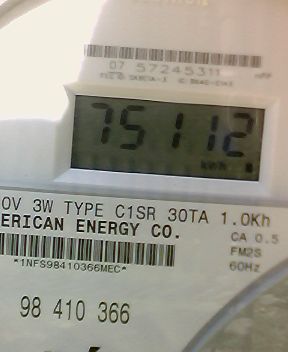 07 57245311
75112
kWh
0V 3W TYPE C1SR 30TA 1.0Kh
ERICAN ENERGY CO.
CA 0.5
FM2S
60Hz
*1NFS98410366MEC*
98 410 366